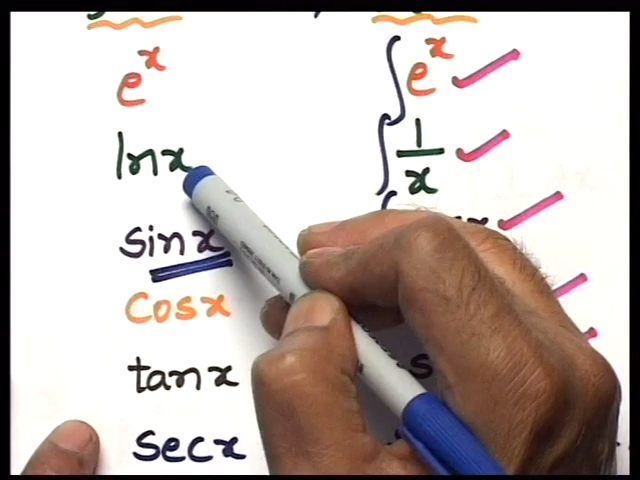 e^x ∫ e^x ✓
ln x ∫ 1/x ✓
sin x
cos x
tan x
sec x